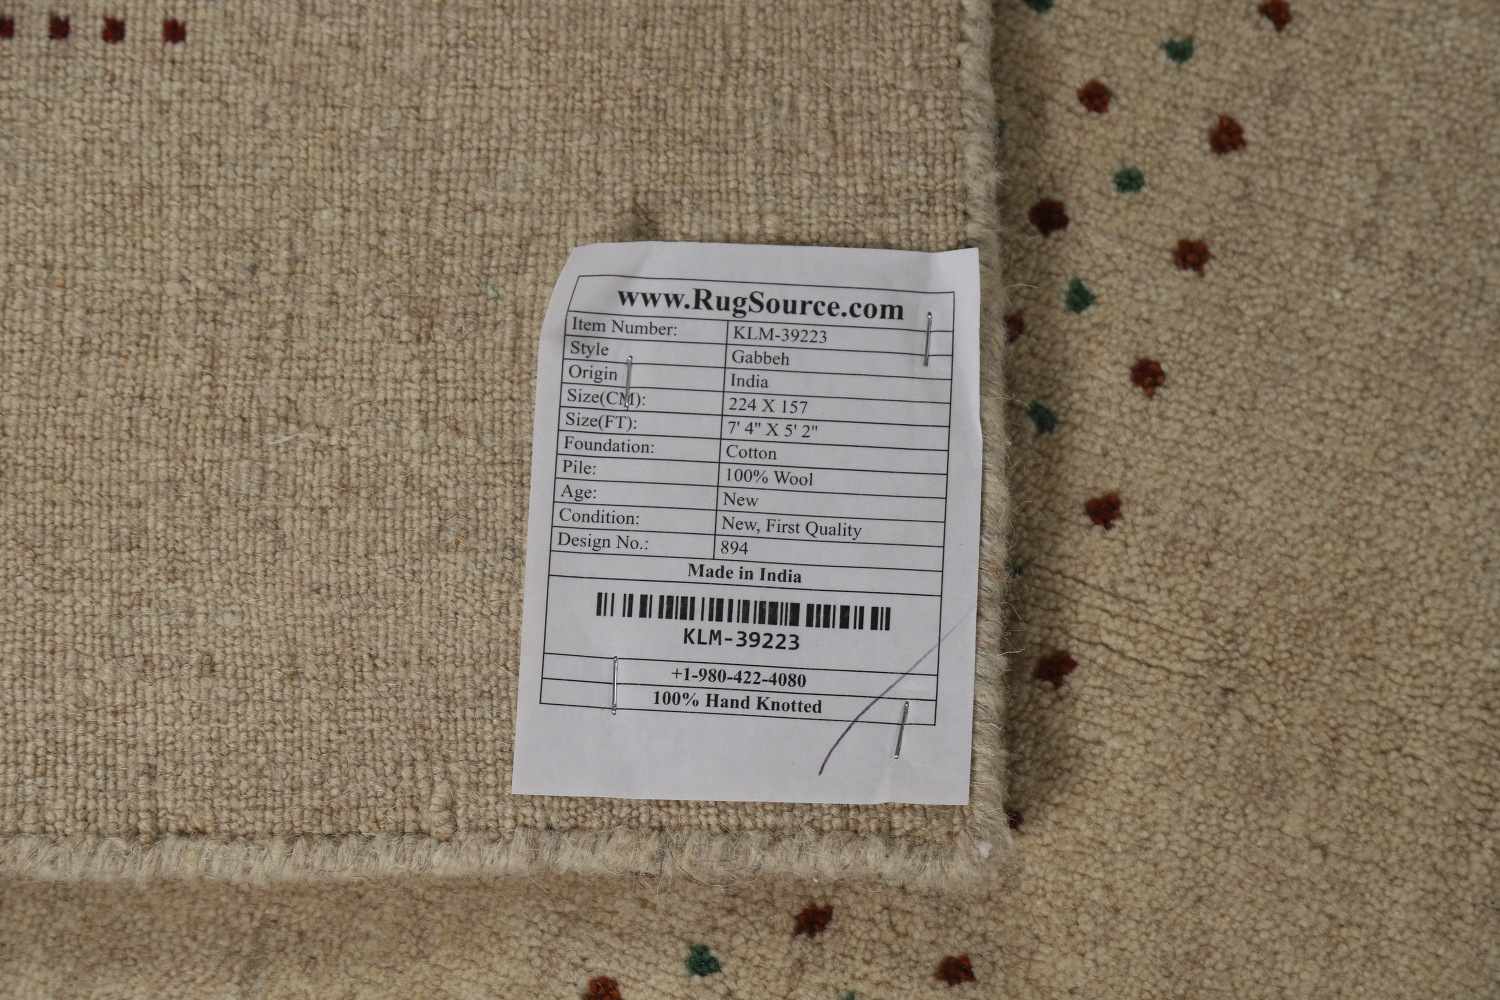 www.RugSource.com
Item Number: KLM-39223
Style Gabbeh
Origin India
Size(CM): 224 X 157
Size(FT): 7' 4" X 5' 2"
Foundation: Cotton
Pile: 100% Wool
Age: New
Condition: New, First Quality
Design No.: 894
Made in India
KLM-39223
+1-980-422-4080
100% Hand Knotted